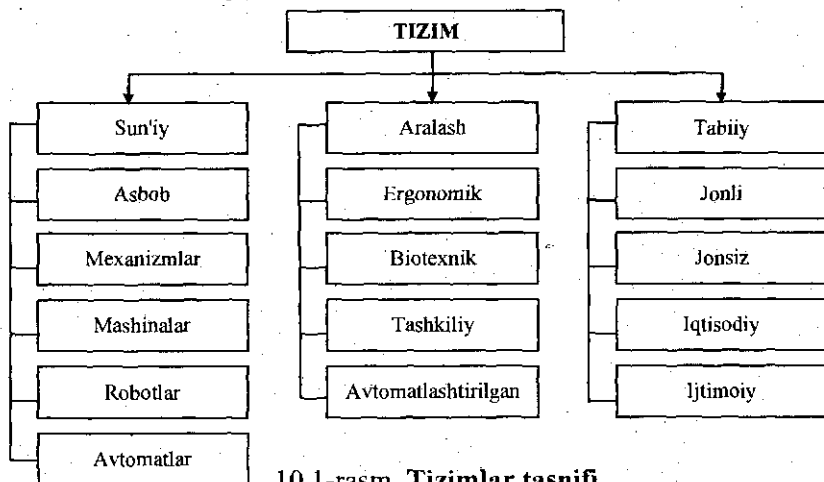 TIZIM
Sun'iy
Asbob
Mexanizmlar
Mashinalar
Robotlar
Avtomatlar
Aralash
Ergonomik
Biotexnik
Tashkiliy
Avtomatlashtirilgan
Tabiiy
Jonli
Jonsiz
Iqtisodiy
Ijtimoiy
10.1-rasm. Tizimlar tasnifi